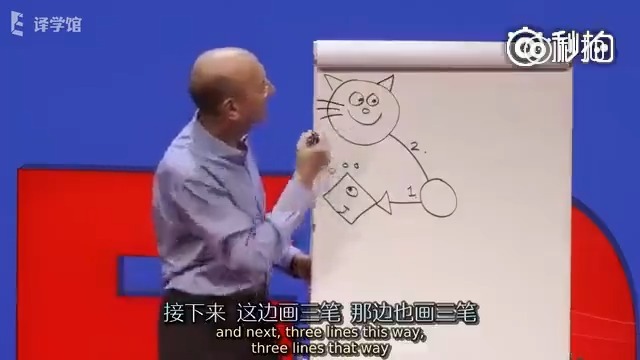 译学馆
秒拍
2.
1
接下来 这边画三笔 那边也画三笔
and next, three lines this way,
three lines that way